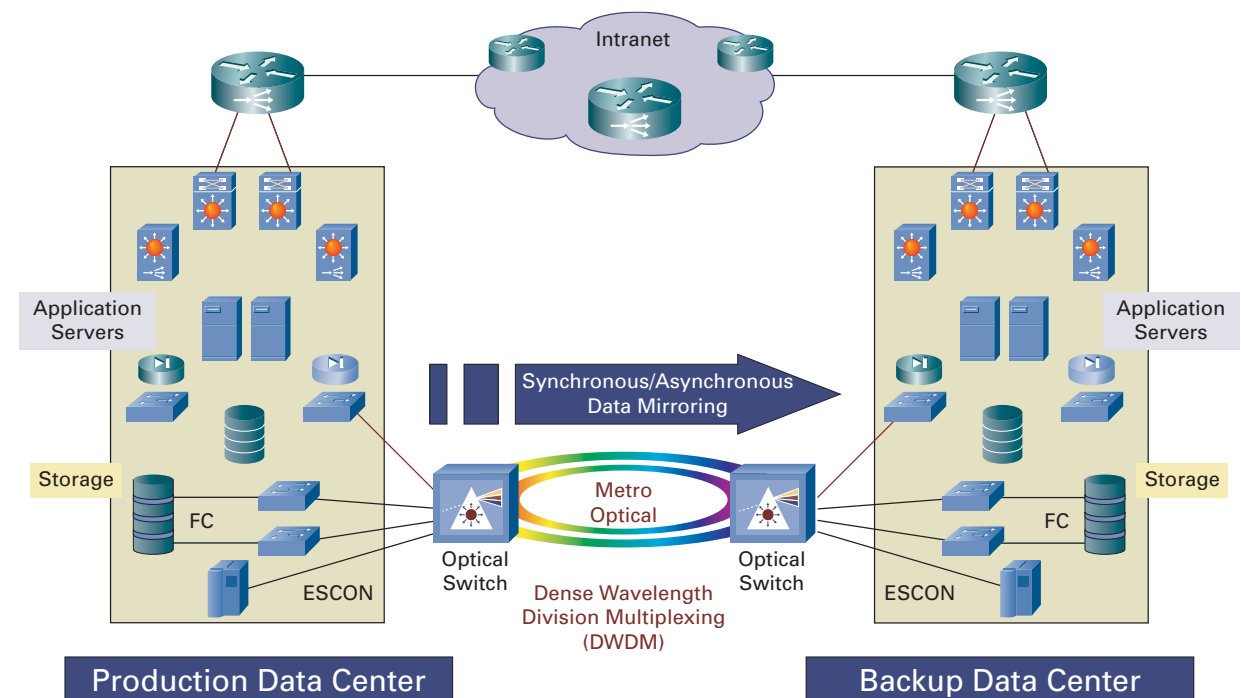 Intranet
Application
Servers
Application
Servers
Synchronous/Asynchronous
Data Mirroring
Storage
Storage
FC
Metro
Optical
FC
Optical
Switch
Optical
Switch
ESCON
Dense Wavelength
Division Multiplexing
(DWDM)
ESCON
Production Data Center
Backup Data Center